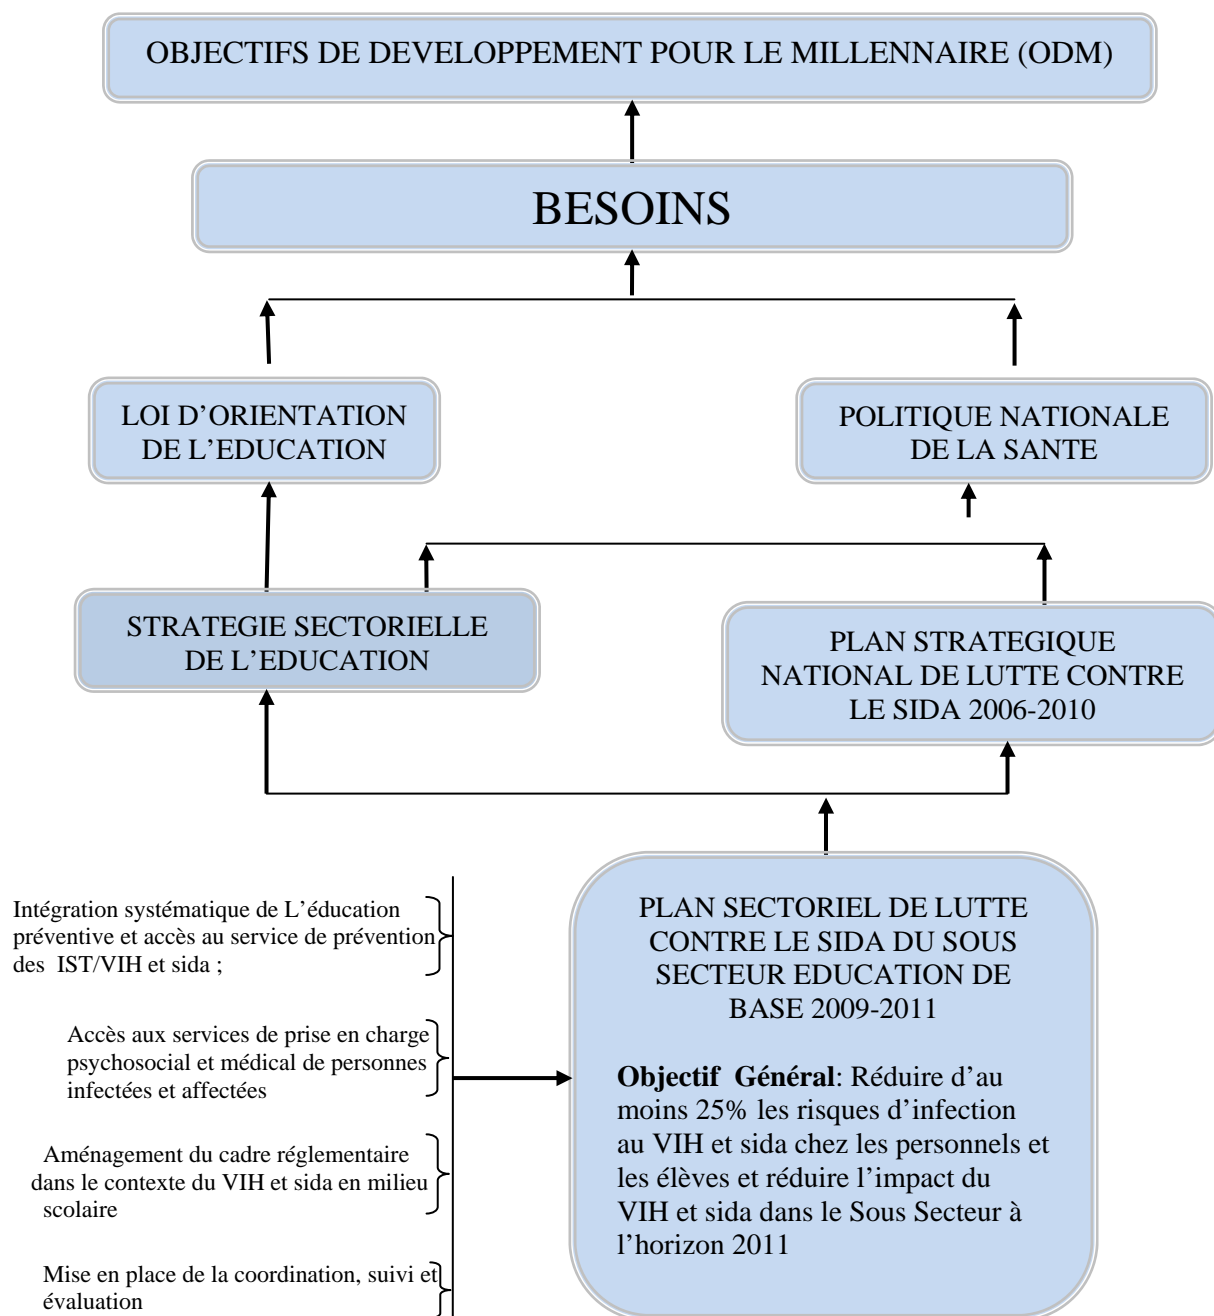 OBJECTIFS DE DEVELOPPEMENT POUR LE MILLENNAIRE (ODM)
BESOINS
LOI D’ORIENTATION
DE L’EDUCATION
POLITIQUE NATIONALE
DE LA SANTE
STRATEGIE SECTORIELLE
DE L’EDUCATION
PLAN STRATEGIQUE
NATIONAL DE LUTTE CONTRE
LE SIDA 2006-2010
Intégration systématique de L’éducation
préventive et accès au service de prévention
des IST/VIH et sida ;
Accès aux services de prise en charge
psychosocial et médical de personnes
infectées et affectées
Aménagement du cadre réglementaire
dans le contexte du VIH et sida en milieu
scolaire
Mise en place de la coordination, suivi et
évaluation
PLAN SECTORIEL DE LUTTE
CONTRE LE SIDA DU SOUS
SECTEUR EDUCATION DE
BASE 2009-2011
Objectif Général: Réduire d’au
moins 25% les risques d’infection
au VIH et sida chez les personnels et
les élèves et réduire l’impact du
VIH et sida dans le Sous Secteur à
l’horizon 2011